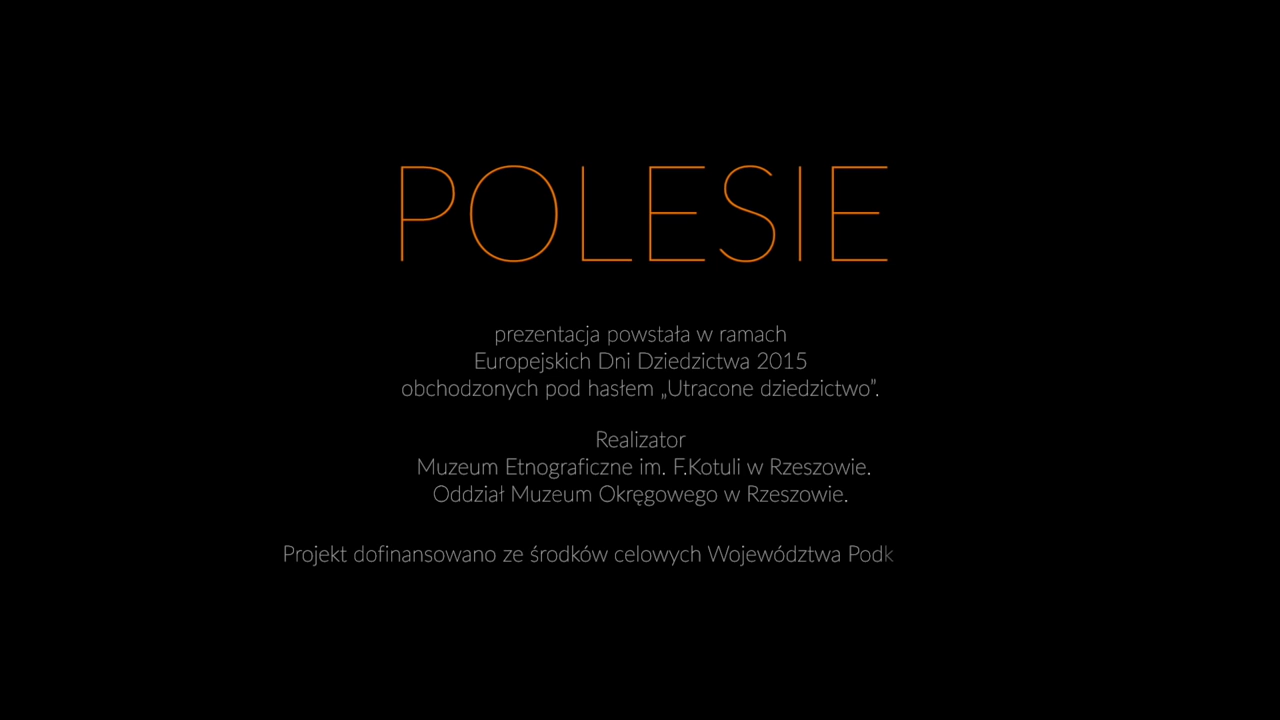 POLESIE
prezentacja powstała w ramach
Europejskich Dni Dziedzictwa 2015
obchodzonych pod hasłem „Utracone dziedzictwo”.
Realizator
Muzeum Etnograficzne im. F.Kotuli w Rzeszowie.
Oddział Muzeum Okręgowego w Rzeszowie.
Projekt dofinansowano ze środków celowych Województwa Podk